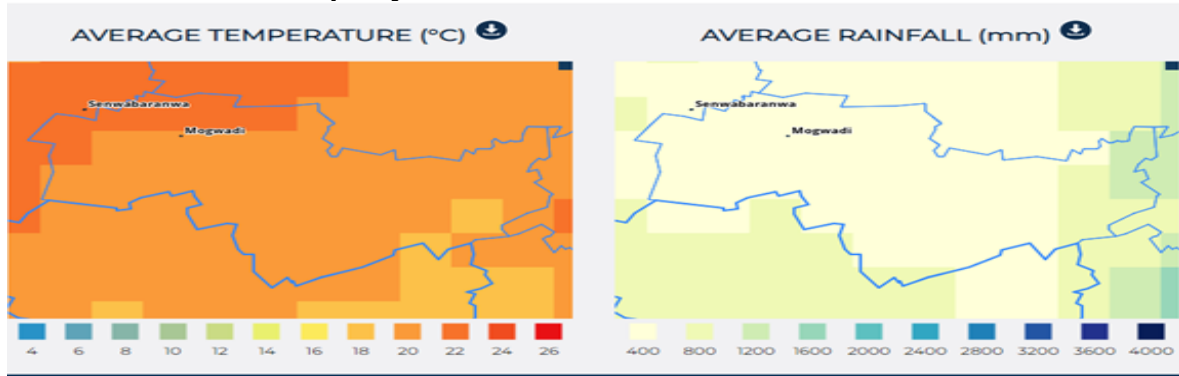 AVERAGE TEMPERATURE (°C)
Senwabaranwa
Mogwadi
4 6 8 10 12 14 16 18 20 22 24 26
AVERAGE RAINFALL (mm)
Senwabaranwa
Mogwadi
400 800 1200 1600 2000 2400 2800 3200 3600 4000